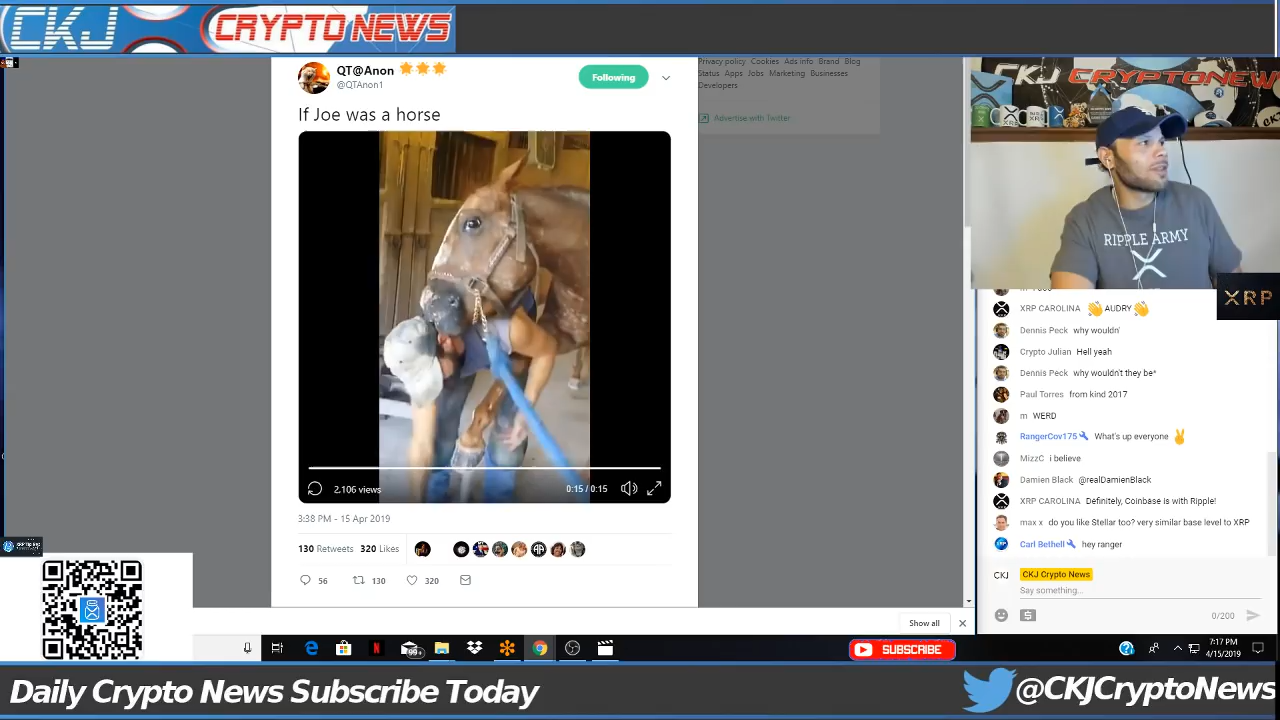 CKJ CRYPTO NEWS
QT@Anon
@QTAnon1
Following
If Joe was a horse
2,106 views
0:15 / 0:15
3:38 PM - 15 Apr 2019
130 Retweets 320 Likes
56 130 320
Privacy policy Cookies Ads info Brand Blog
Status Apps Jobs Marketing Businesses
Developers
Advertise with Twitter
CKJ CRYPTO NEWS
RIPPLE ARMY
XRP
XRP CAROLINA AUDRY
Dennis Peck why wouldn'
Crypto Julian Hell yeah
Dennis Peck why wouldn't they be*
Paul Torres from kind 2017
m WERD
RangerCov175 What's up everyone
MizzC i believe
Damien Black @realDamienBlack
XRP CAROLINA Definitely, Coinbase is with Ripple!
max x do you like Stellar too? very similar base level to XRP
Carl Bethell hey ranger
CKJ CKJ Crypto News
Say something...
0/200
Show all
99+
SUBSCRIBE
7:17 PM
4/15/2019
Daily Crypto News Subscribe Today
@CKJCryptoNews